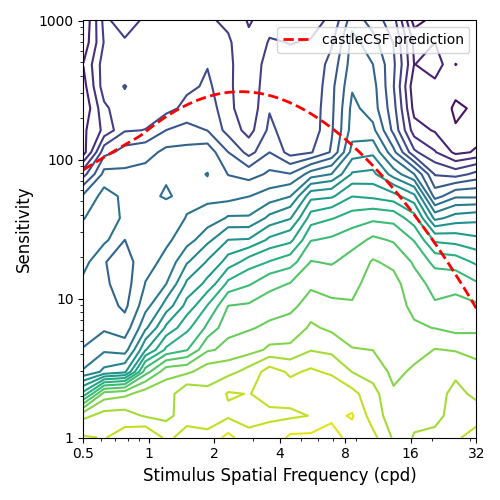 castleCSF prediction
1000
100
10
1
Sensitivity
0.5 1 2 4 8 16 32
Stimulus Spatial Frequency (cpd)